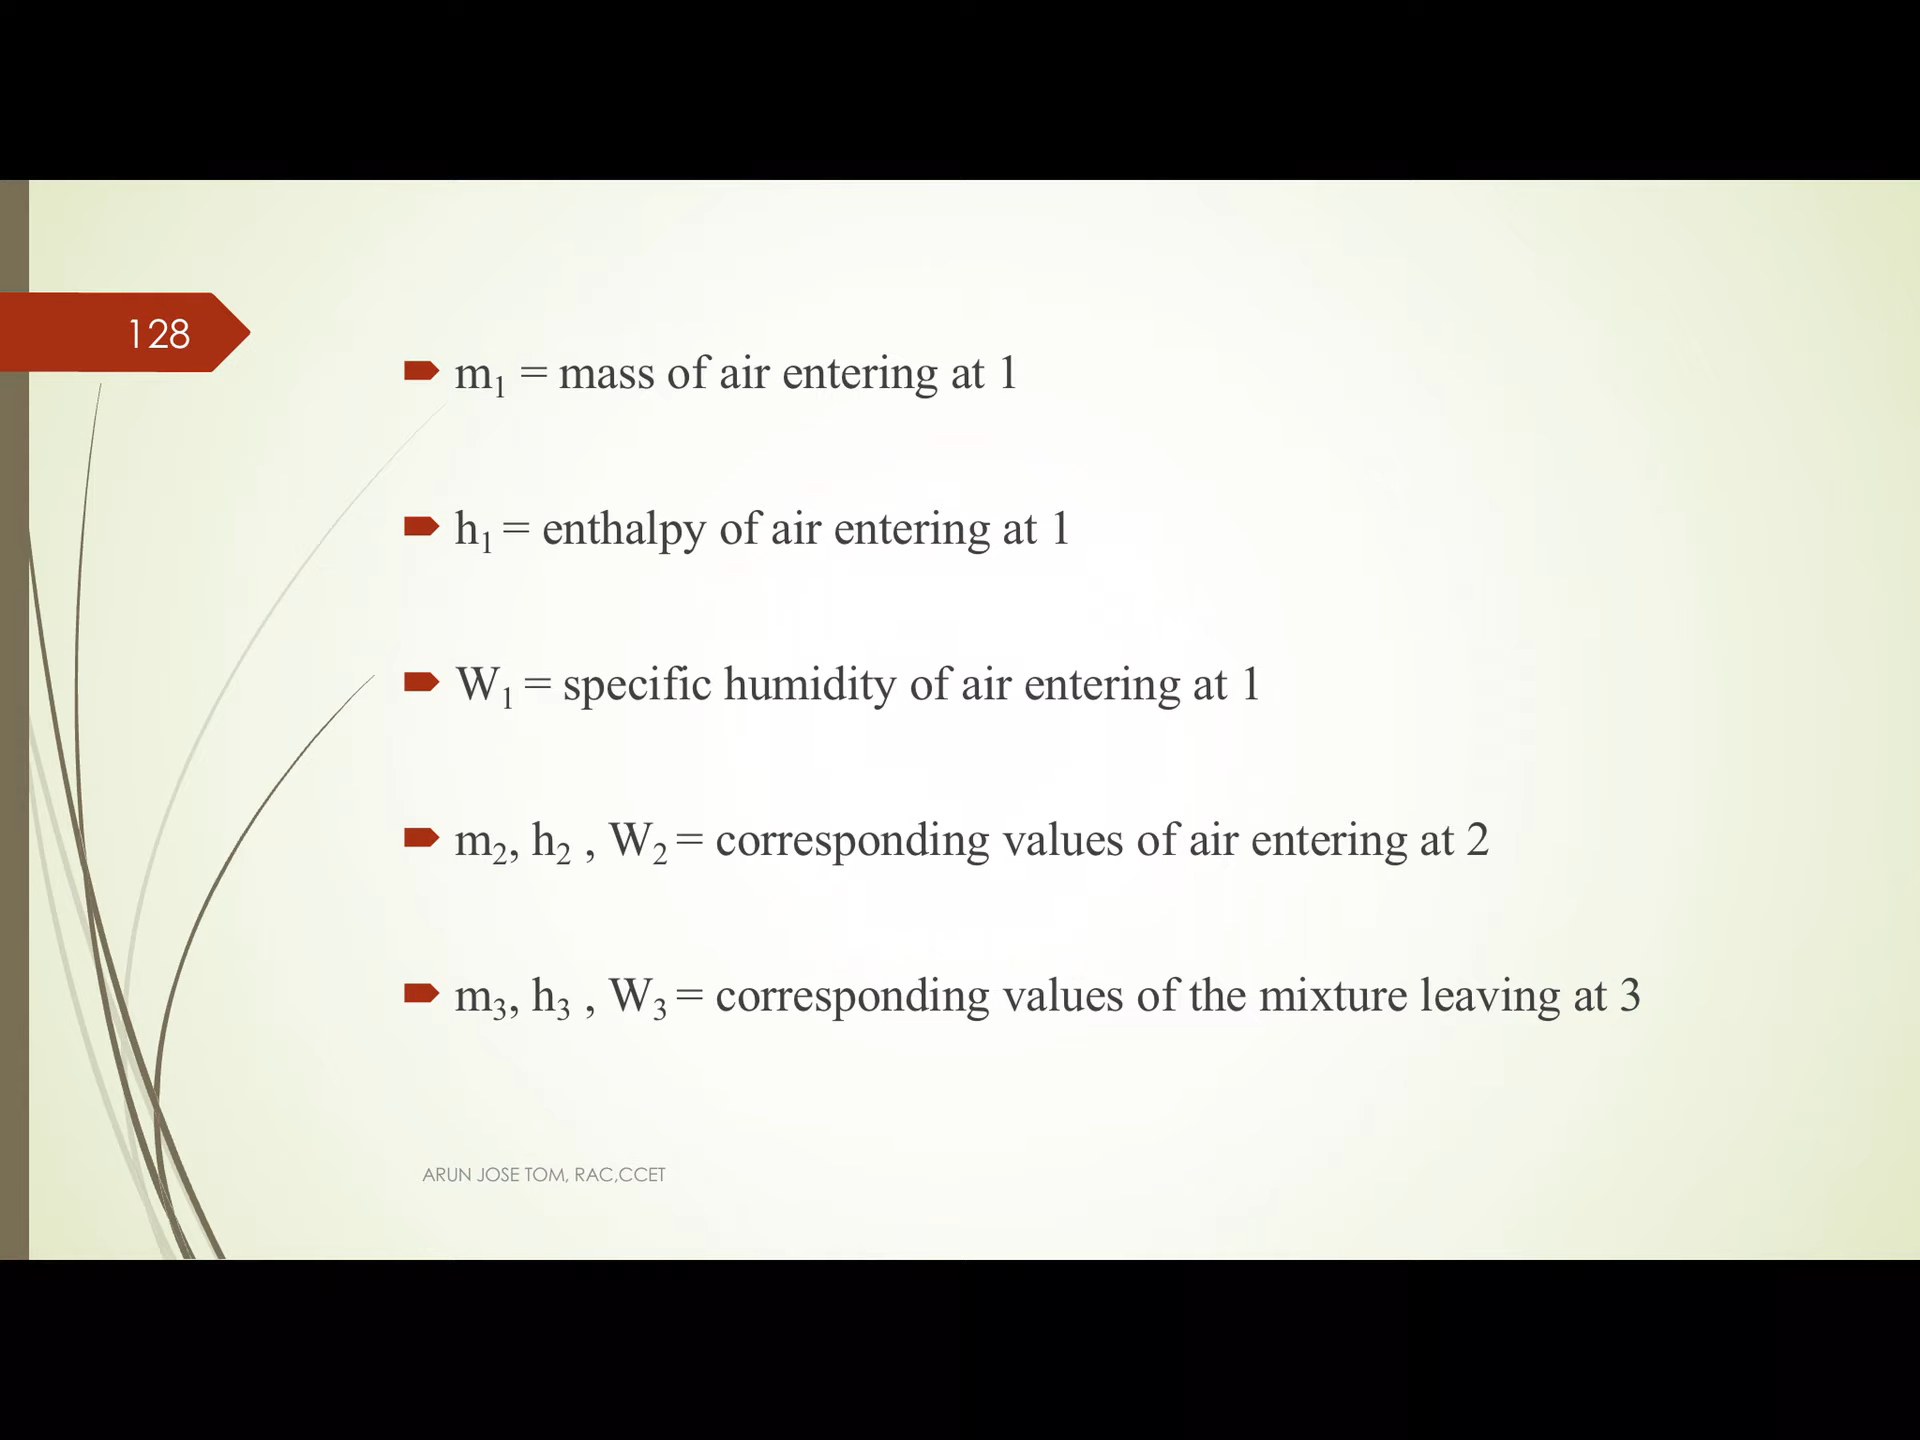 128
m₁ = mass of air entering at 1
h₁ = enthalpy of air entering at 1
W₁ = specific humidity of air entering at 1
m₂, h₂ , W₂ = corresponding values of air entering at 2
m₃, h₃ , W₃ = corresponding values of the mixture leaving at 3
ARUN JOSE TOM, RAC,CCET